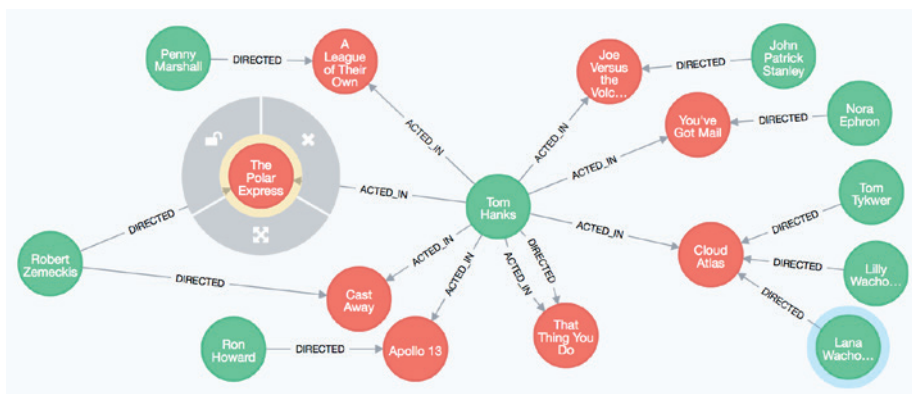 Penny
Marshall
DIRECTED
A
League
of Their
Own
Joe
Versus
the
Volc...
DIRECTED
John
Patrick
Stanley
You've
Got Mail
DIRECTED
Nora
Ephron
ACTED_IN
ACTED_IN
ACTED_IN
The
Polar
Express
ACTED_IN
Tom
Hanks
Tom
Tykwer
DIRECTED
ACTED_IN
DIRECTED
Robert
Zemeckis
DIRECTED
Cloud
Atlas
DIRECTED
Lilly
Wacho...
ACTED_IN
ACTED_IN
ACTED_IN
DIRECTED
DIRECTED
Cast
Away
That
Thing You
Do
Lana
Wacho...
Ron
Howard
DIRECTED
Apollo 13